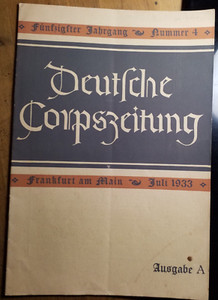 Fünfzigster Jahrgang Nummer 4
Deutsche
Corpszeitung
Frankfurt am Main Juli 1933
Ausgabe A